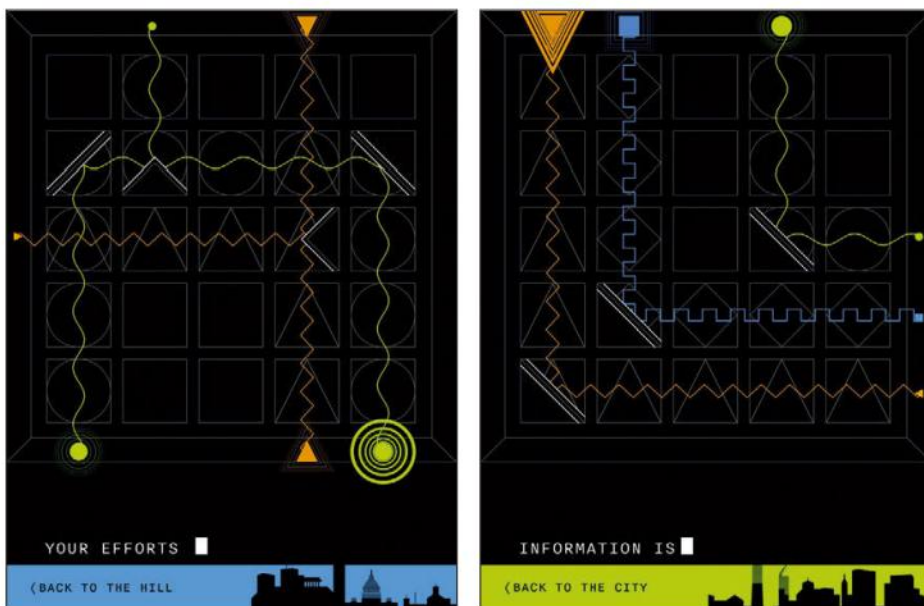 YOUR EFFORTS
⟨BACK TO THE HILL
INFORMATION IS
⟨BACK TO THE CITY